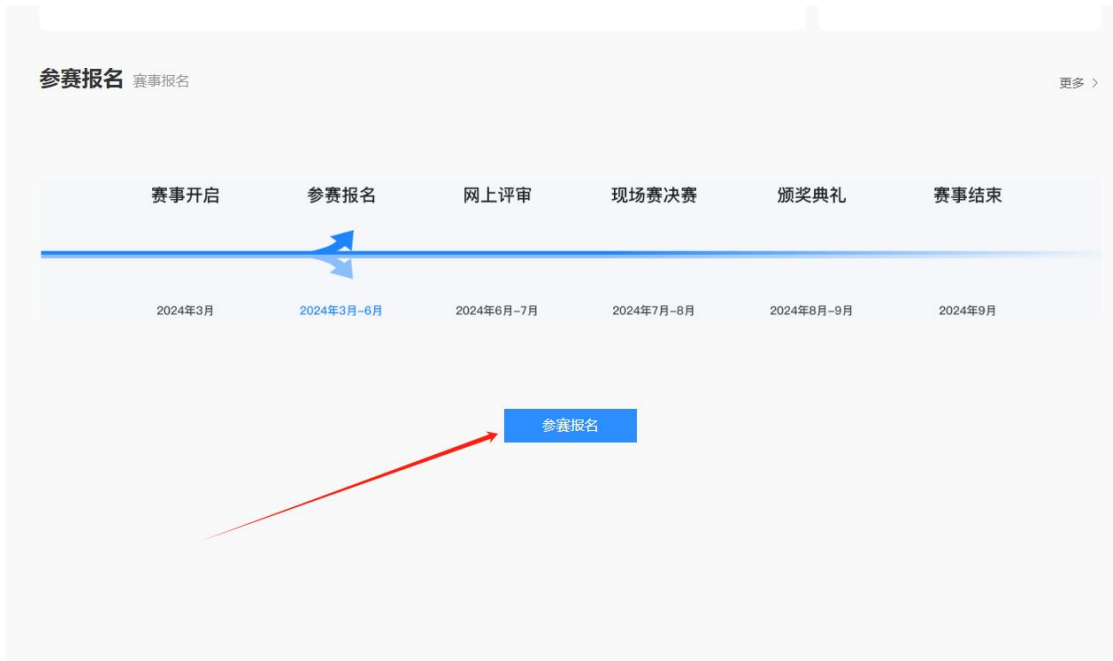 参赛报名 赛事报名
更多 >
赛事开启 参赛报名 网上评审 现场赛决赛 颁奖典礼 赛事结束
2024年3月 2024年3月-6月 2024年6月-7月 2024年7月-8月 2024年8月-9月 2024年9月
参赛报名